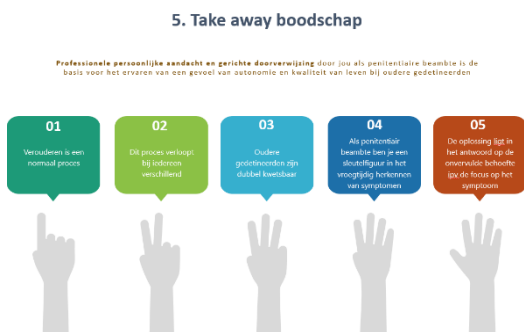 5. Take away boodschap
Professionele persoonlijke aandacht en gerichte doorverwijzing door jou als penitentiaire beambte is de
basis voor het ervaren van een gevoel van autonomie en kwaliteit van leven bij oudere gedetineerden
01
Verouderen is een
normaal proces
02
Dit proces verloopt
bij iedereen
verschillend
03
Oudere
gedetineerden zijn
dubbel kwetsbaar
04
Als penitentiair
beambte ben je een
sleutelfiguur in het
vroegtijdig herkennen
van symptomen
05
De oplossing ligt in
het antwoord op de
onvervulde behoefte
ipv de focus op het
symptoom